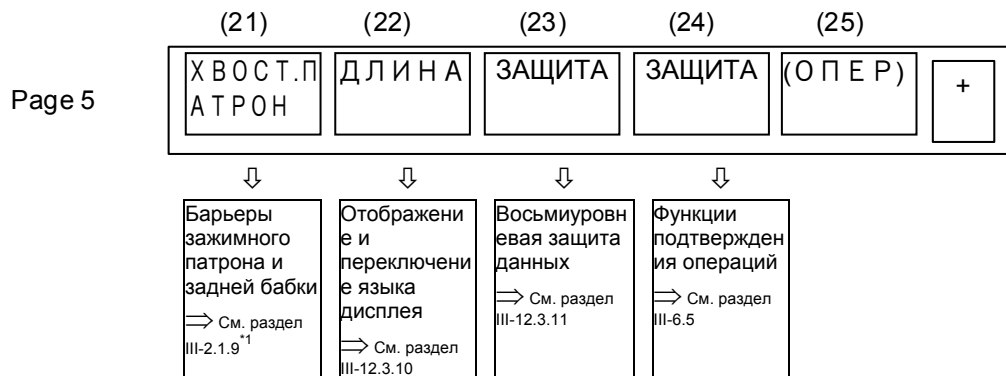 (21) (22) (23) (24) (25)
Page 5
ХВОСТ.П
АТРОН
ДЛИНА
ЗАЩИТА
ЗАЩИТА
(ОПЕР)
+
⇩ ⇩ ⇩ ⇩
Барьеры
зажимного
патрона и
задней бабки
⇒ См. раздел
III-2.1.9*1
Отображени
е и
переключени
е языка
дисплея
⇒ См. раздел
III-12.3.10
Восьмиуровн
евая защита
данных
⇒ См. раздел
III-12.3.11
Функции
подтвержден
ия операций
⇒ См. раздел
III-6.5